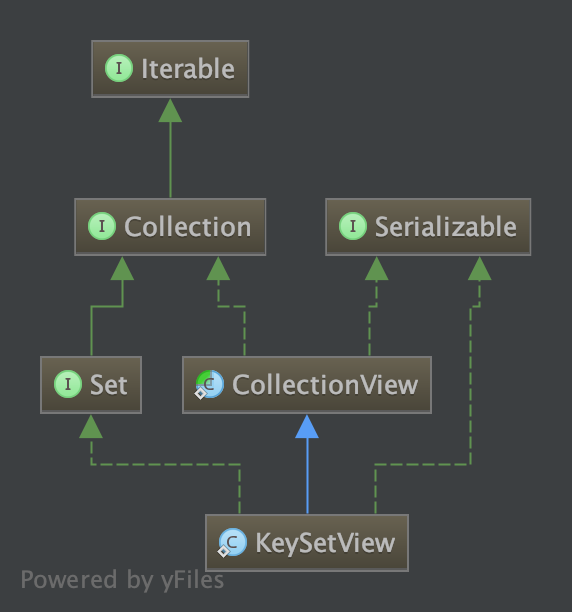 I Iterable
I Collection
I Serializable
I Set
C CollectionView
C KeySetView
Powered by yFiles